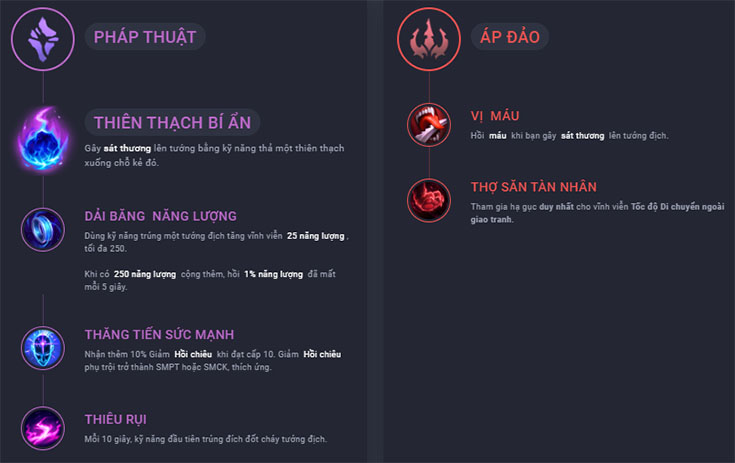 PHÁP THUẬT
THIÊN THẠCH BÍ ẨN
Gây sát thương lên tướng bằng kỹ năng thả một thiên thạch
xuống chỗ kẻ đó.
DẢI BĂNG NĂNG LƯỢNG
Dùng kỹ năng trúng một tướng địch tăng vĩnh viễn 25 năng lượng ,
tối đa 250.
Khi có 250 năng lượng cộng thêm, hồi 1% năng lượng đã mất
mỗi 5 giây.
THĂNG TIẾN SỨC MẠNH
Nhận thêm 10% Giảm Hồi chiêu khi đạt cấp 10. Giảm Hồi chiêu
phụ trội trở thành SMPT hoặc SMCK, thích ứng.
THIÊU RỤI
Mỗi 10 giây, kỹ năng đầu tiên trúng đích đốt cháy tướng địch.
ÁP ĐẢO
VỊ MÁU
Hồi máu khi bạn gây sát thương lên tướng địch.
THỢ SĂN TÀN NHẪN
Tham gia hạ gục duy nhất cho vĩnh viễn Tốc độ Di chuyển ngoài
giao tranh.